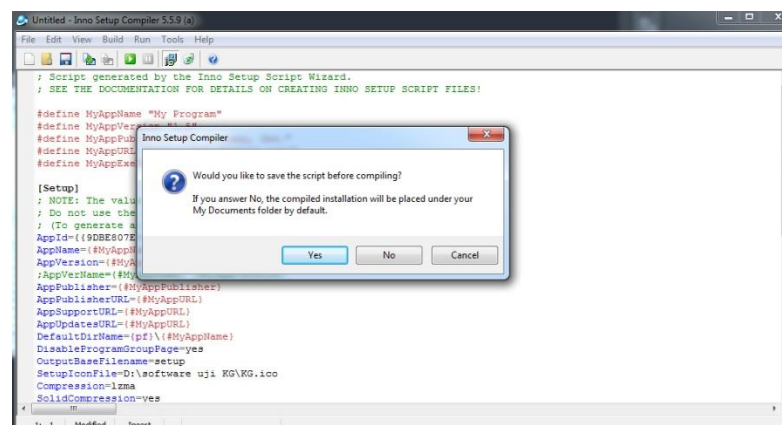 Untitled - Inno Setup Compiler 5.5.9 (a)
File Edit View Build Run Tools Help
; Script generated by the Inno Setup Script Wizard.
; SEE THE DOCUMENTATION FOR DETAILS ON CREATING INNO SETUP SCRIPT FILES!
#define MyAppName "My Program"
#define MyAppVer
#define MyAppPub
#define MyAppURL
#define MyAppExe
Inno Setup Compiler
Would you like to save the script before compiling?
If you answer No, the compiled installation will be placed under your
My Documents folder by default.
Yes No Cancel
[Setup]
; NOTE: The valu
; Do not use the
; (To generate a
AppId={{9DBE807E
AppName={#MyAppN
AppVersion={#MyA
;AppVerName={#My
AppPublisher={#MyAppPublisher}
AppPublisherURL={#MyAppURL}
AppSupportURL={#MyAppURL}
AppUpdatesURL={#MyAppURL}
DefaultDirName={pf}\{#MyAppName}
DisableProgramGroupPage=yes
OutputBaseFilename=setup
SetupIconFile=D:\software uji KG\KG.ico
Compression=lzma
SolidCompression=yes
1: 1 Modified Insert